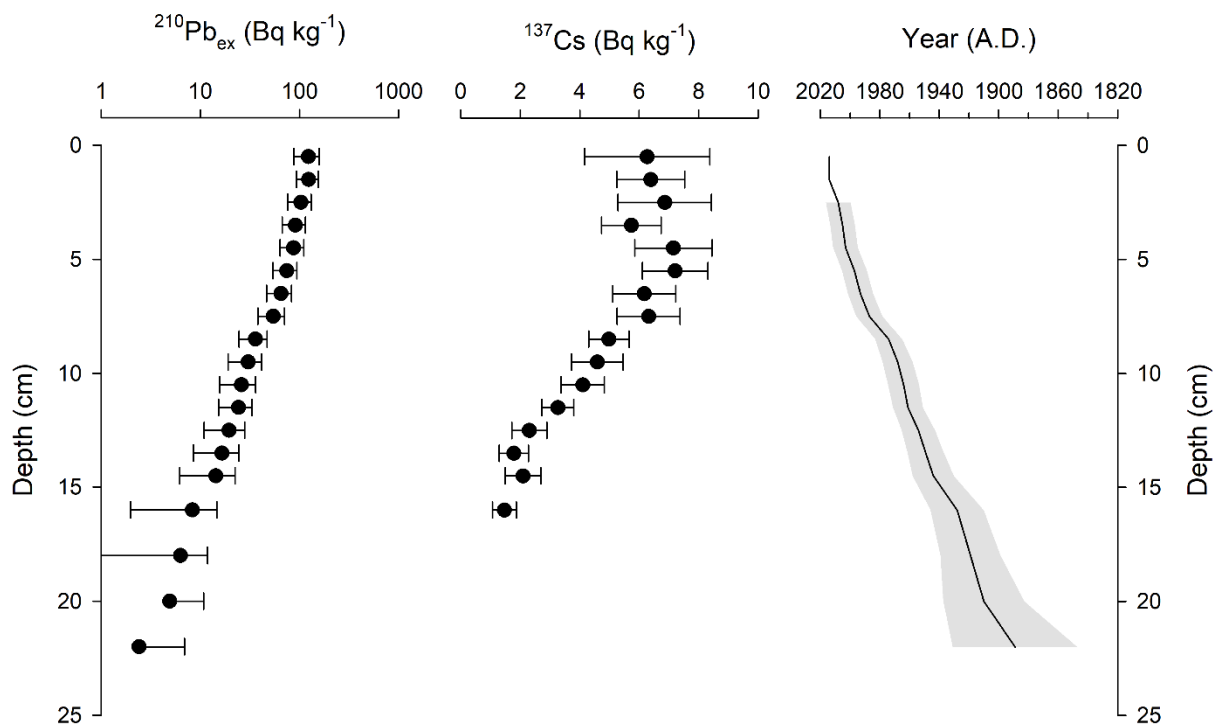 ²¹⁰Pbₑₓ (Bq kg⁻¹) ¹³⁷Cs (Bq kg⁻¹) Year (A.D.)
1 10 100 1000 0 2 4 6 8 10 2020 1980 1940 1900 1860 1820
0 0
5 5
10 10
15 15
20 20
25 25
Depth (cm)
Depth (cm)